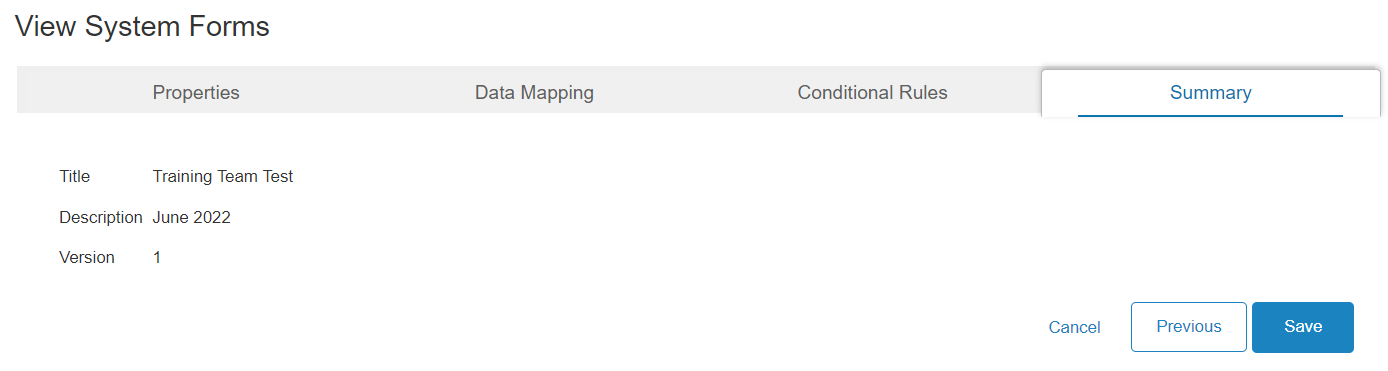 View System Forms
Properties Data Mapping Conditional Rules Summary
Title Training Team Test
Description June 2022
Version 1
Cancel Previous Save